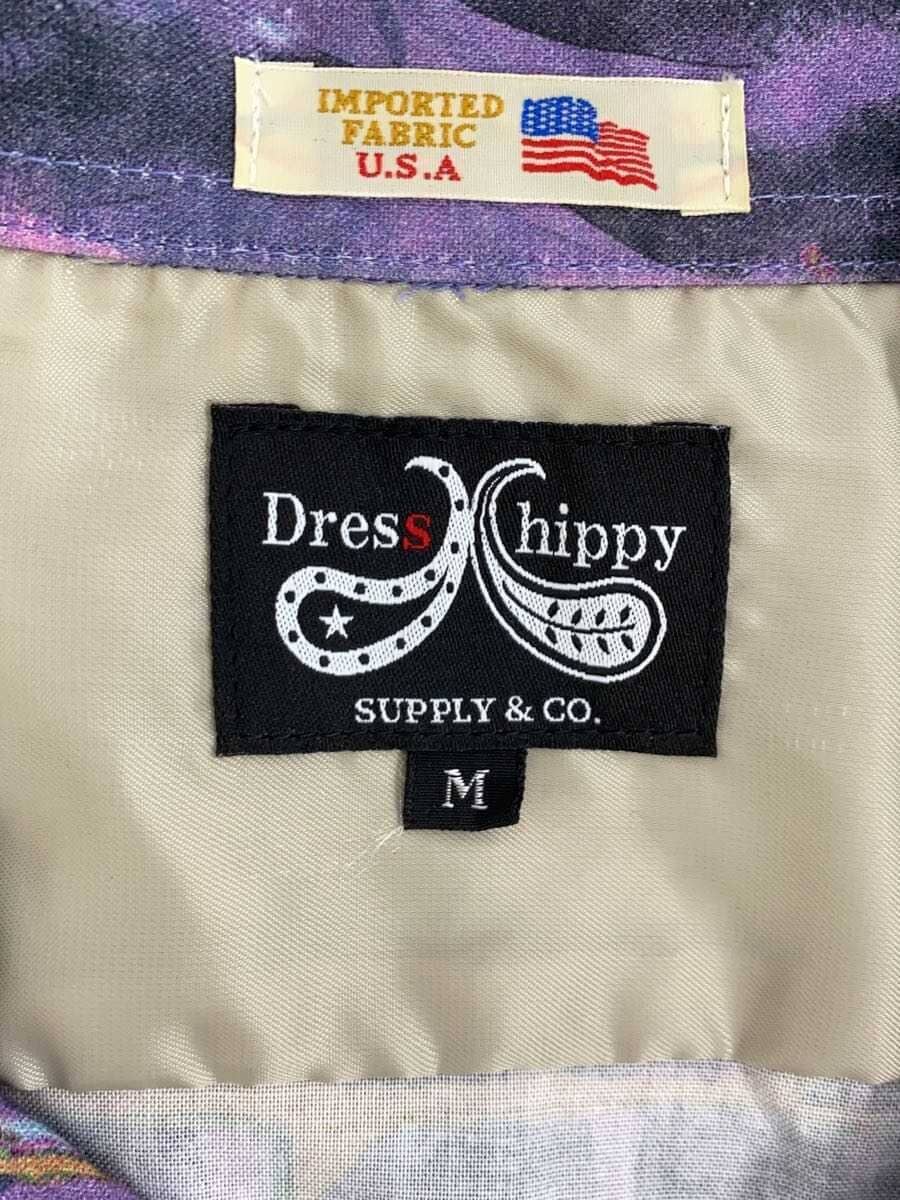 IMPORTED
FABRIC
U.S.A
Dress hippy
SUPPLY & CO.
M